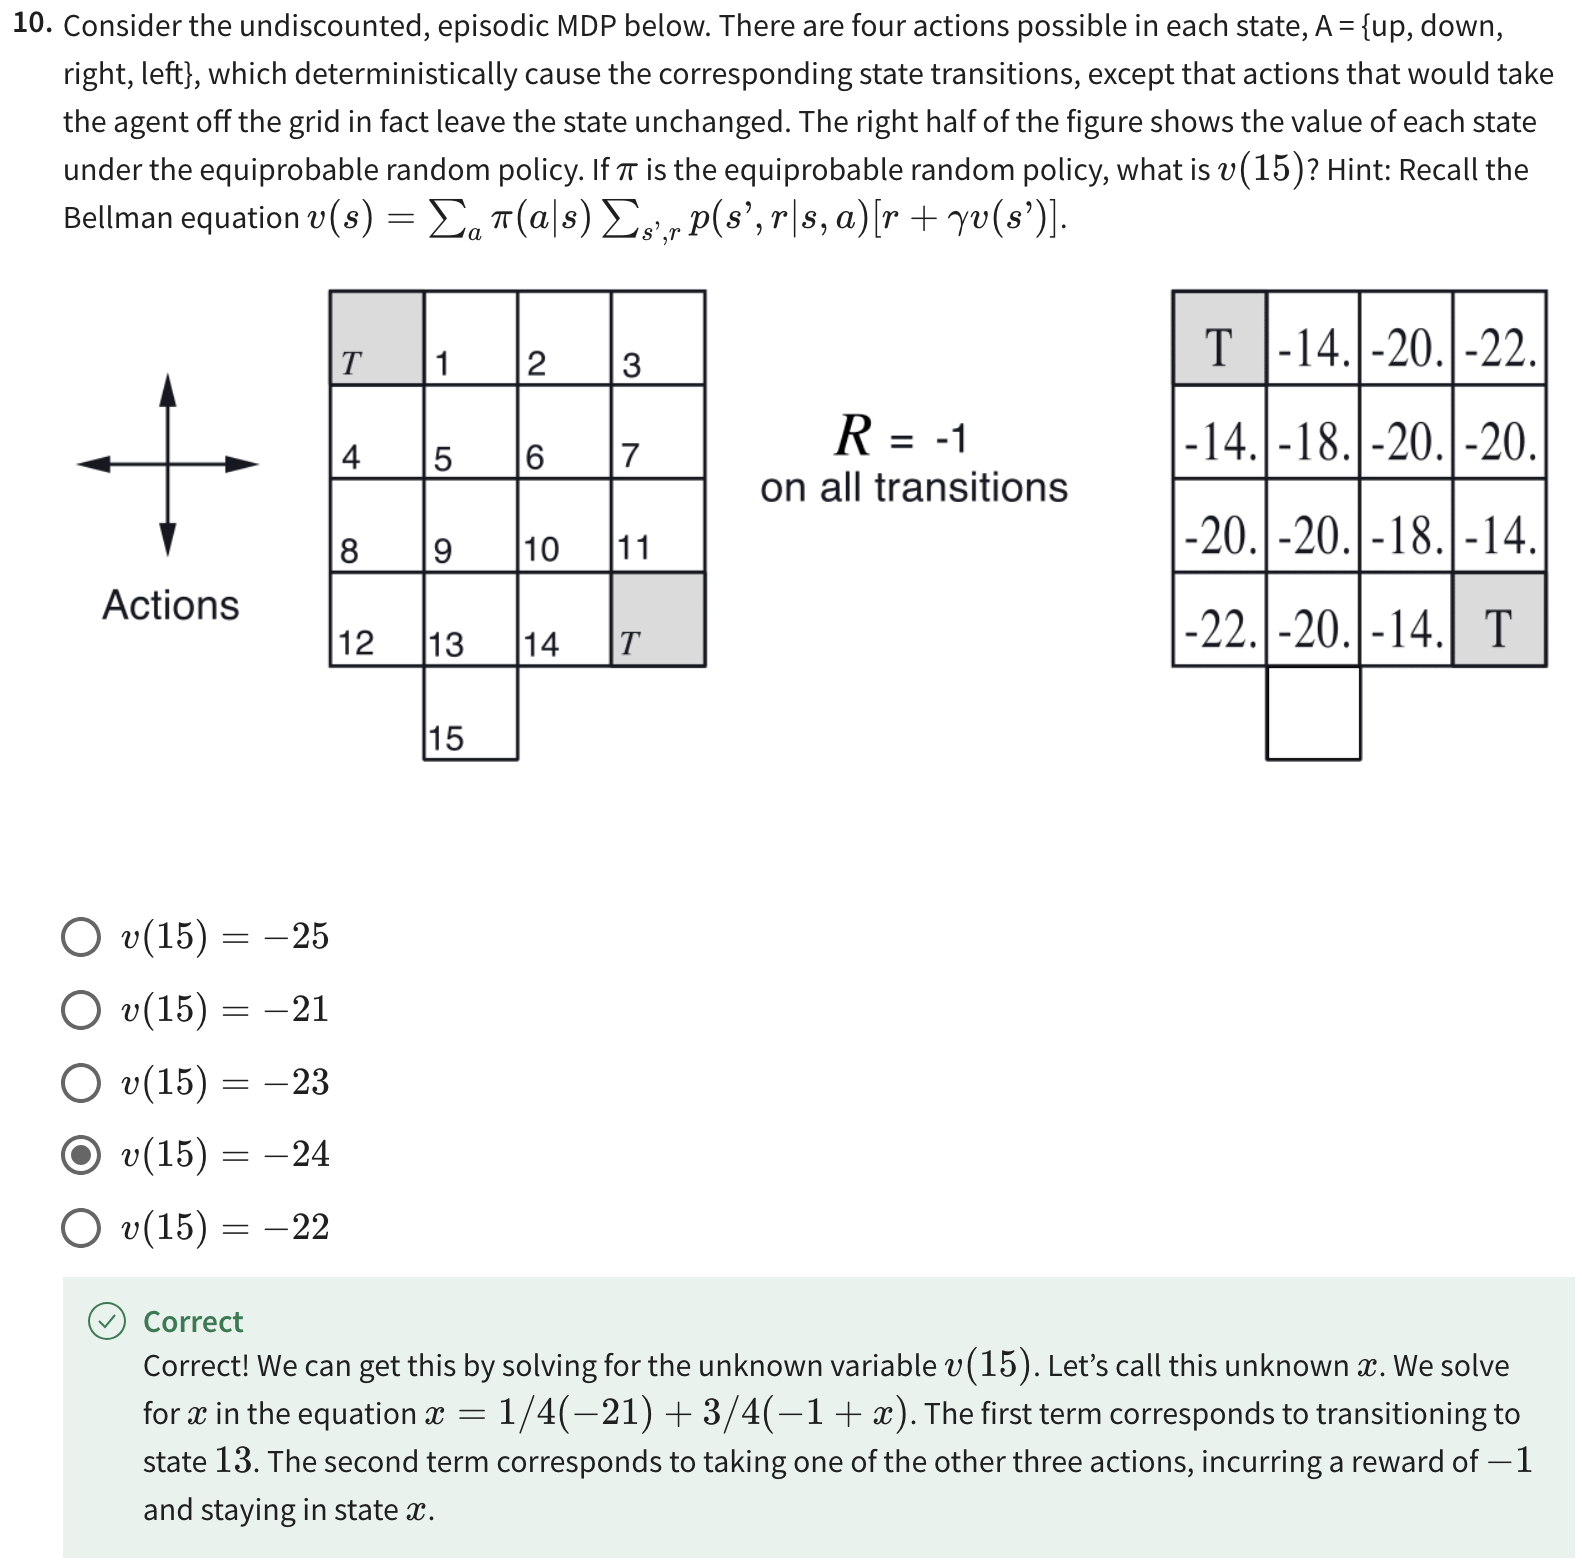 10. Consider the undiscounted, episodic MDP below. There are four actions possible in each state, A = {up, down,
right, left}, which deterministically cause the corresponding state transitions, except that actions that would take
the agent off the grid in fact leave the state unchanged. The right half of the figure shows the value of each state
under the equiprobable random policy. If π is the equiprobable random policy, what is v(15)? Hint: Recall the
Bellman equation v(s) = ∑ₐ π(a|s) ∑ₛ’,ᵣ p(s’, r|s, a)[r + γv(s’)].
T 1 2 3
4 5 6 7
8 9 10 11
12 13 14 T
15
Actions
R = -1
on all transitions
T -14. -20. -22.
-14. -18. -20. -20.
-20. -20. -18. -14.
-22. -20. -14. T
v(15) = −25
v(15) = −21
v(15) = −23
v(15) = −24
v(15) = −22
Correct
Correct! We can get this by solving for the unknown variable v(15). Let’s call this unknown x. We solve
for x in the equation x = 1/4(−21) + 3/4(−1 + x). The first term corresponds to transitioning to
state 13. The second term corresponds to taking one of the other three actions, incurring a reward of −1
and staying in state x.